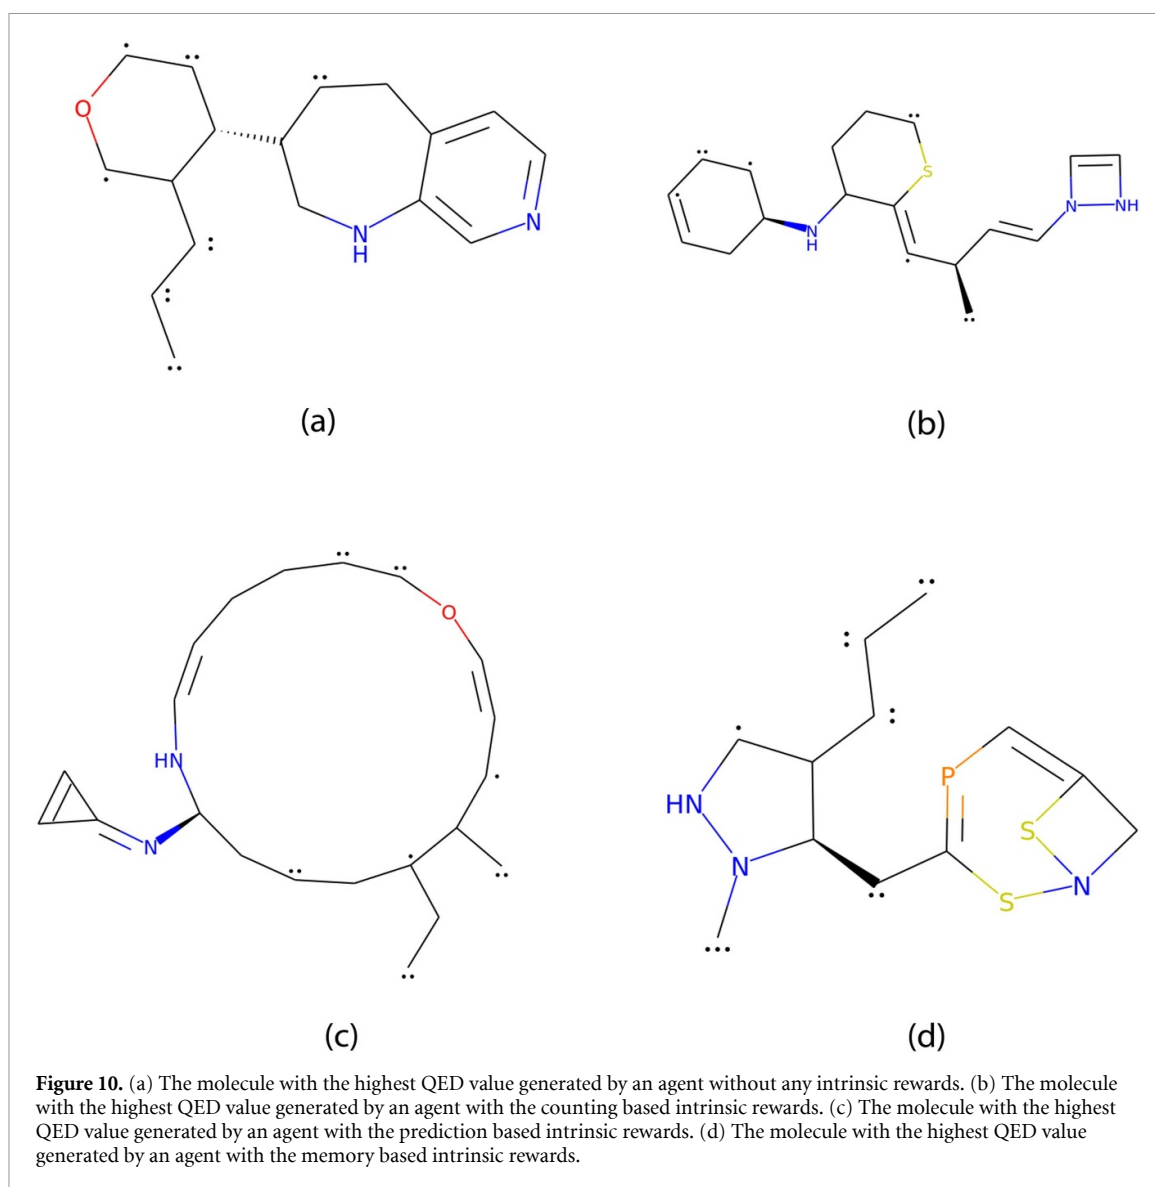 O
N
H
N
(a)
S
N
H
N
NH
(b)
O
HN
N
(c)
P
HN
S
N
S
N
(d)
Figure 10. (a) The molecule with the highest QED value generated by an agent without any intrinsic rewards. (b) The molecule
with the highest QED value generated by an agent with the counting based intrinsic rewards. (c) The molecule with the highest
QED value generated by an agent with the prediction based intrinsic rewards. (d) The molecule with the highest QED value
generated by an agent with the memory based intrinsic rewards.